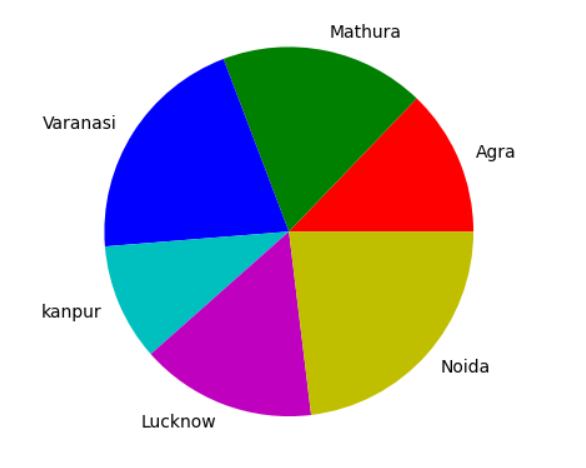 Mathura
Varanasi
Agra
kanpur
Noida
Lucknow